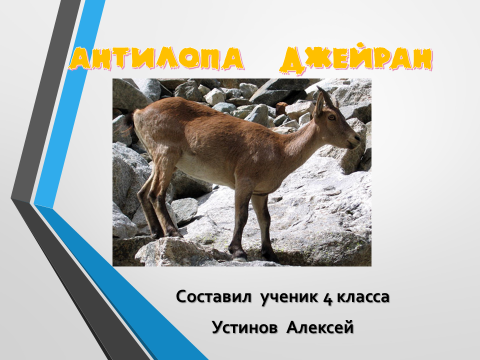 Антилопа Джейран
Составил ученик 4 класса
Устинов Алексей